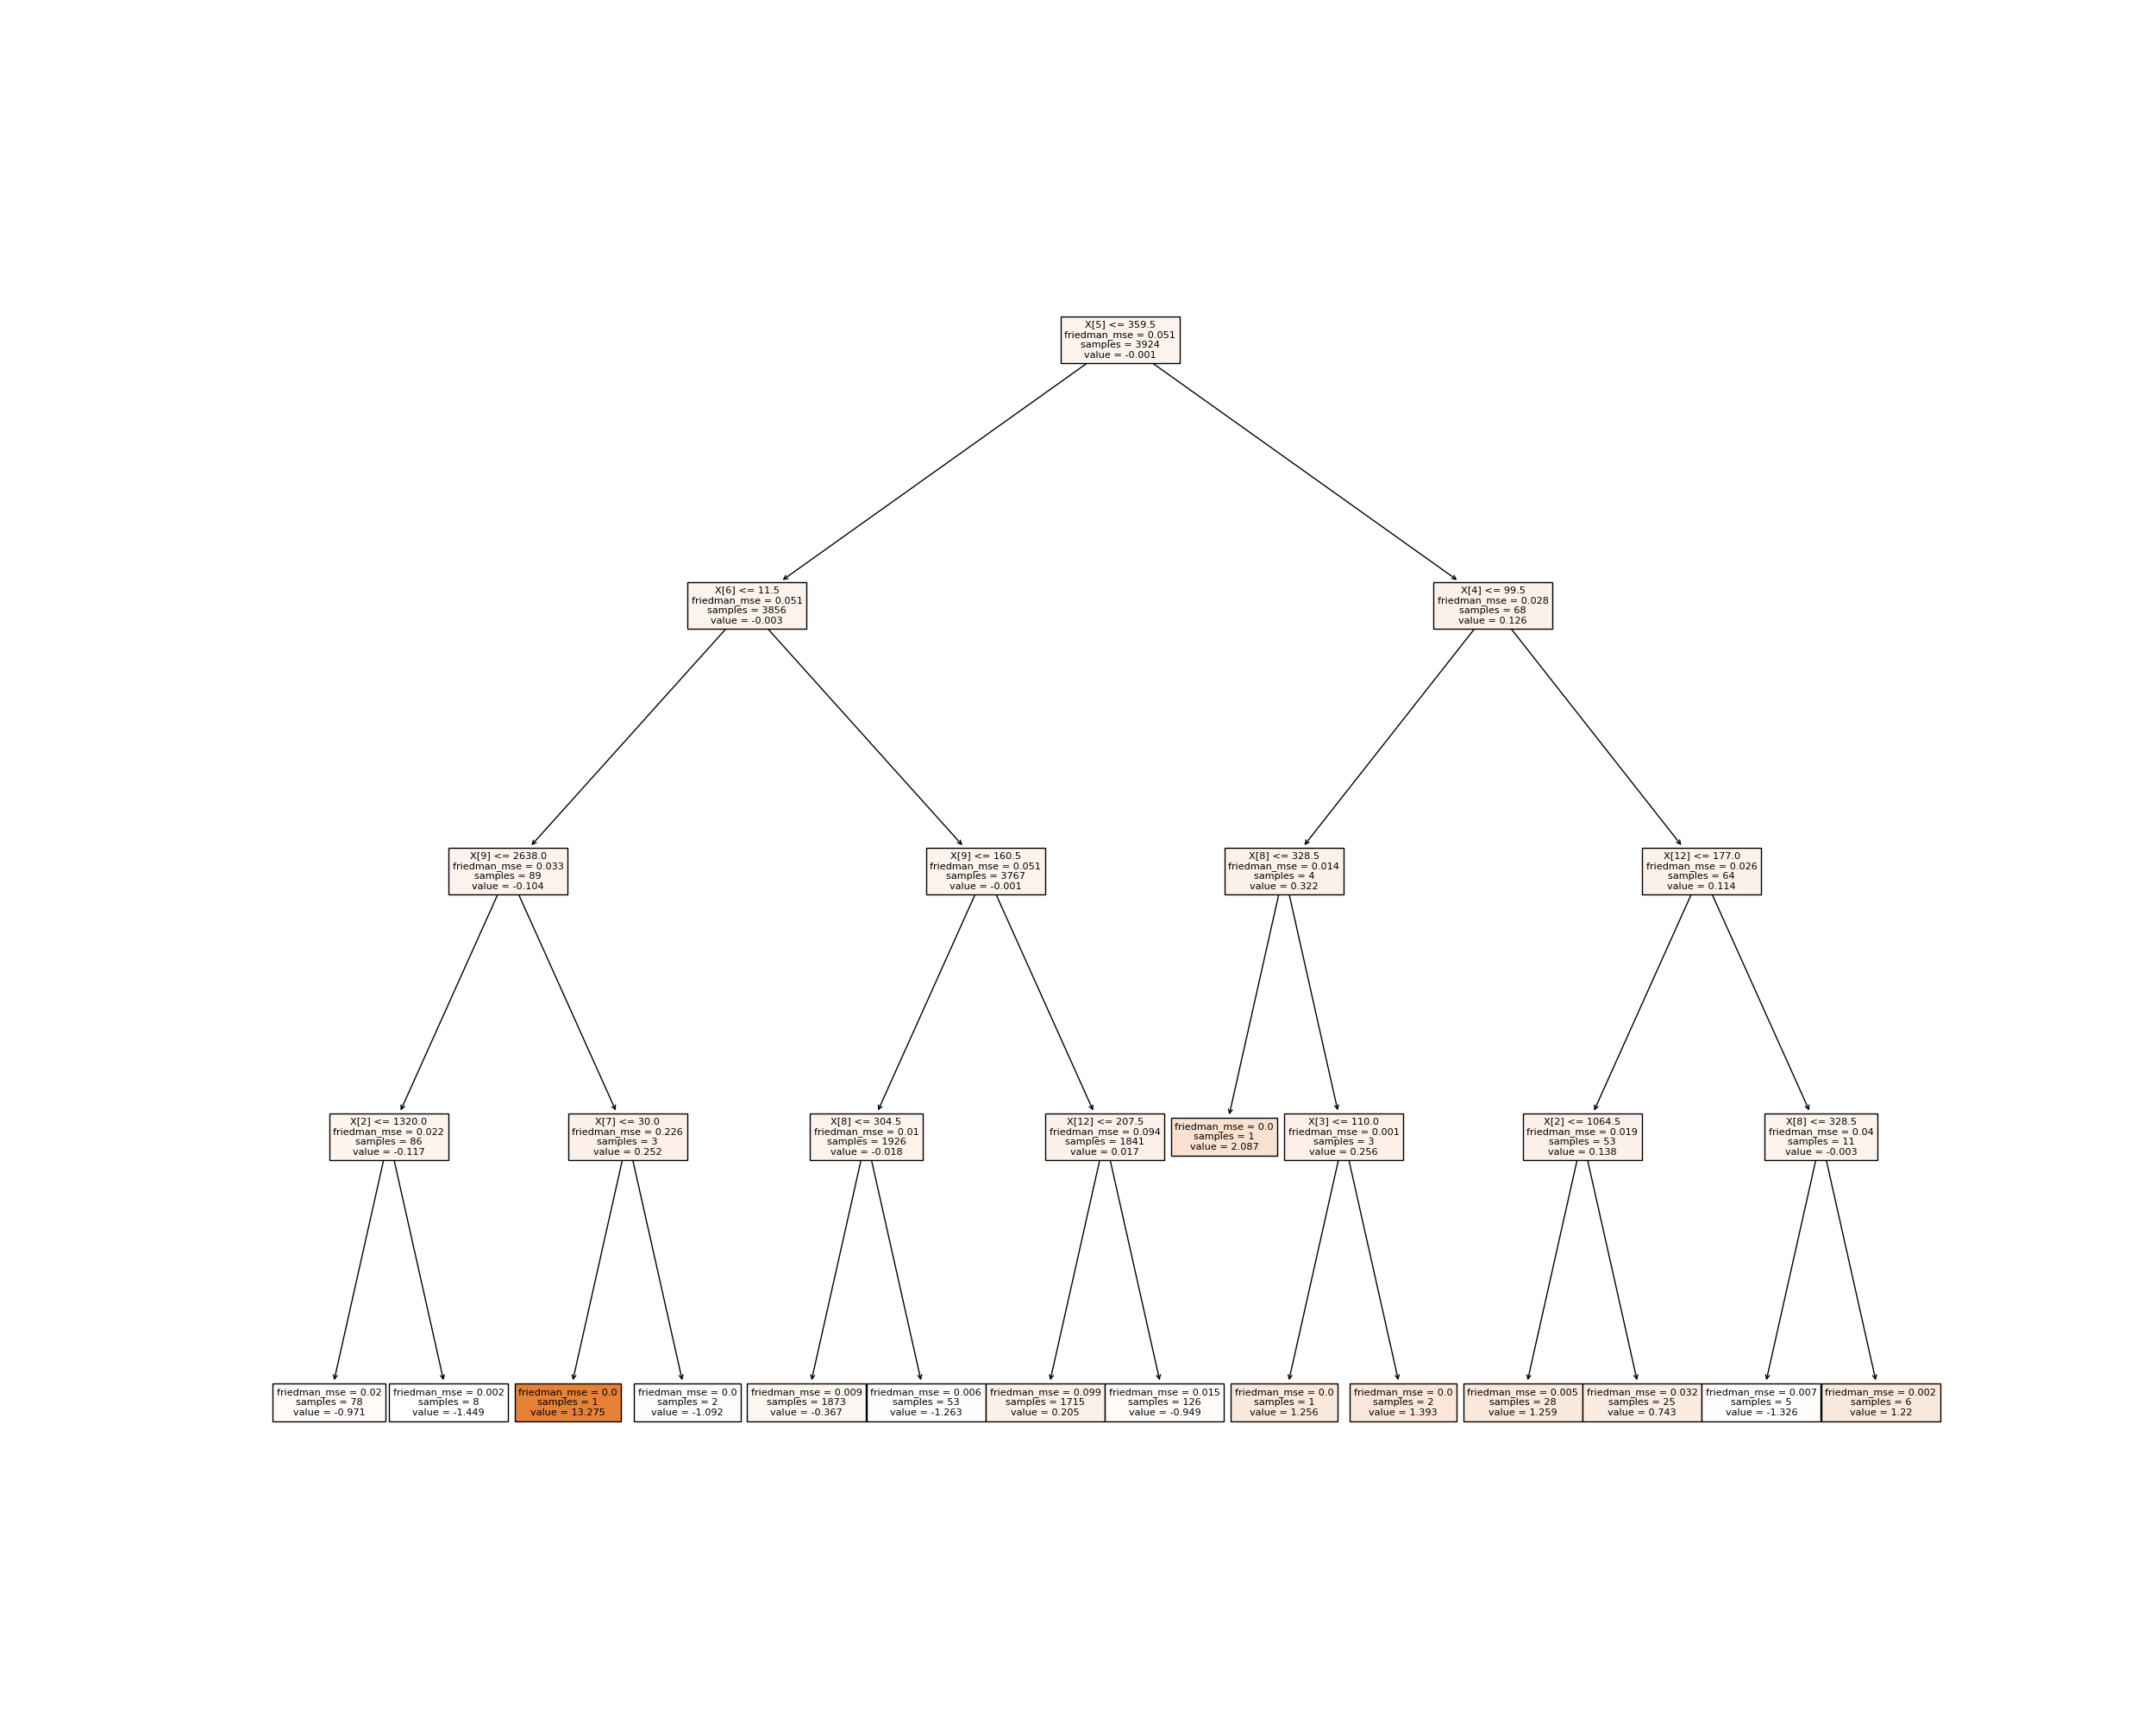 X[5] <= 359.5
friedman_mse = 0.051
samples = 3924
value = -0.001
X[6] <= 11.5
friedman_mse = 0.051
samples = 3856
value = -0.003
X[4] <= 99.5
friedman_mse = 0.028
samples = 68
value = 0.126
X[9] <= 2638.0
friedman_mse = 0.033
samples = 89
value = -0.104
X[9] <= 160.5
friedman_mse = 0.051
samples = 3767
value = -0.001
X[8] <= 328.5
friedman_mse = 0.014
samples = 4
value = 0.322
X[12] <= 177.0
friedman_mse = 0.026
samples = 64
value = 0.114
X[2] <= 1320.0
friedman_mse = 0.022
samples = 86
value = -0.117
X[7] <= 30.0
friedman_mse = 0.226
samples = 3
value = 0.252
X[8] <= 304.5
friedman_mse = 0.01
samples = 1926
value = -0.018
X[12] <= 207.5
friedman_mse = 0.094
samples = 1841
value = 0.017
friedman_mse = 0.0
samples = 1
value = 2.087
X[3] <= 110.0
friedman_mse = 0.001
samples = 3
value = 0.256
X[2] <= 1064.5
friedman_mse = 0.019
samples = 53
value = 0.138
X[8] <= 328.5
friedman_mse = 0.04
samples = 11
value = -0.003
friedman_mse = 0.02
samples = 78
value = -0.971
friedman_mse = 0.002
samples = 8
value = -1.449
friedman_mse = 0.0
samples = 1
value = 13.275
friedman_mse = 0.0
samples = 2
value = -1.092
friedman_mse = 0.009
samples = 1873
value = -0.367
friedman_mse = 0.006
samples = 53
value = -1.263
friedman_mse = 0.099
samples = 1715
value = 0.205
friedman_mse = 0.015
samples = 126
value = -0.949
friedman_mse = 0.0
samples = 1
value = 1.256
friedman_mse = 0.0
samples = 2
value = 1.393
friedman_mse = 0.005
samples = 28
value = 1.259
friedman_mse = 0.032
samples = 25
value = 0.743
friedman_mse = 0.007
samples = 5
value = -1.326
friedman_mse = 0.002
samples = 6
value = 1.22